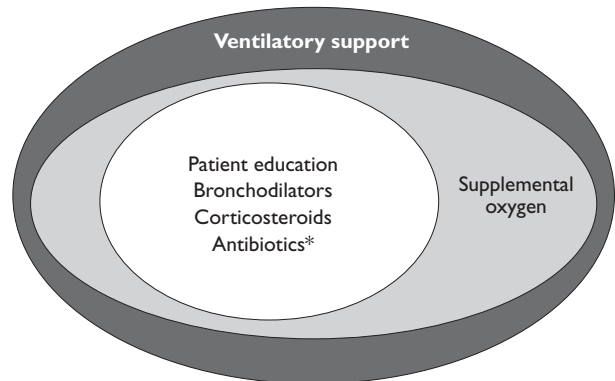 Ventilatory support
Patient education
Bronchodilators
Corticosteroids
Antibiotics*
Supplemental
oxygen